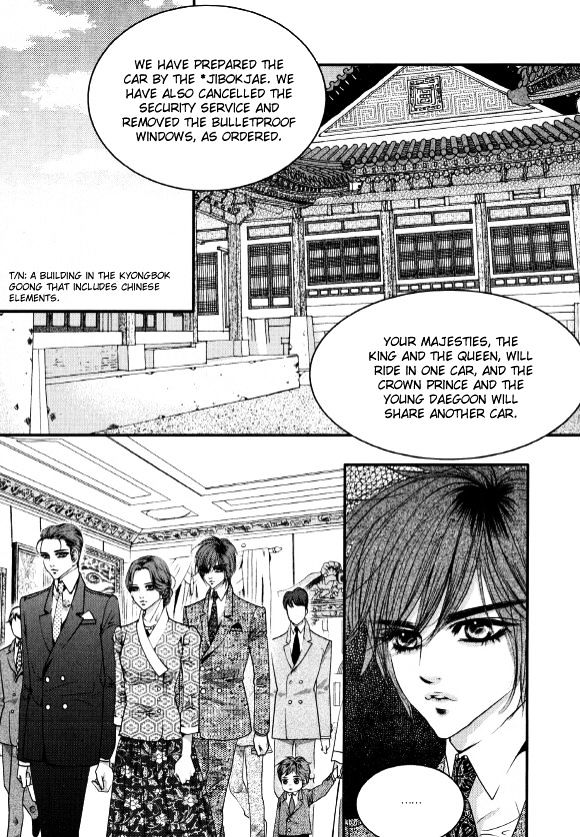 WE HAVE PREPARED THE
CAR BY THE *JIBOKJAE. WE
HAVE ALSO CANCELLED THE
SECURITY SERVICE AND
REMOVED THE BULLETPROOF
WINDOWS, AS ORDERED.
T/N: A BUILDING IN THE KYONGBOK
GOONG THAT INCLUDES CHINESE
ELEMENTS.
YOUR MAJESTIES, THE
KING AND THE QUEEN, WILL
RIDE IN ONE CAR, AND THE
CROWN PRINCE AND THE
YOUNG DAEGOON WILL
SHARE ANOTHER CAR.
......